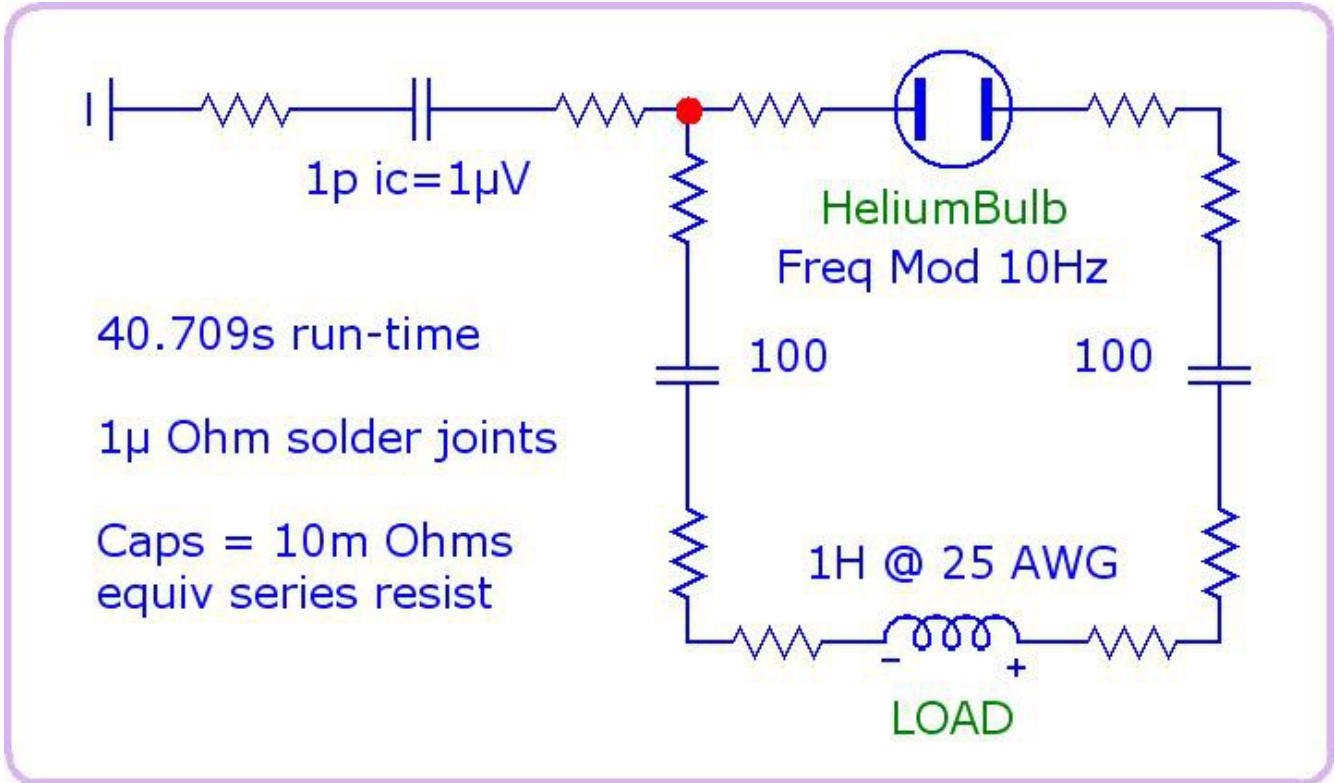 1p ic=1µV
HeliumBulb
Freq Mod 10Hz
40.709s run-time
100
100
1µ Ohm solder joints
Caps = 10m Ohms
equiv series resist
1H @ 25 AWG
- +
LOAD